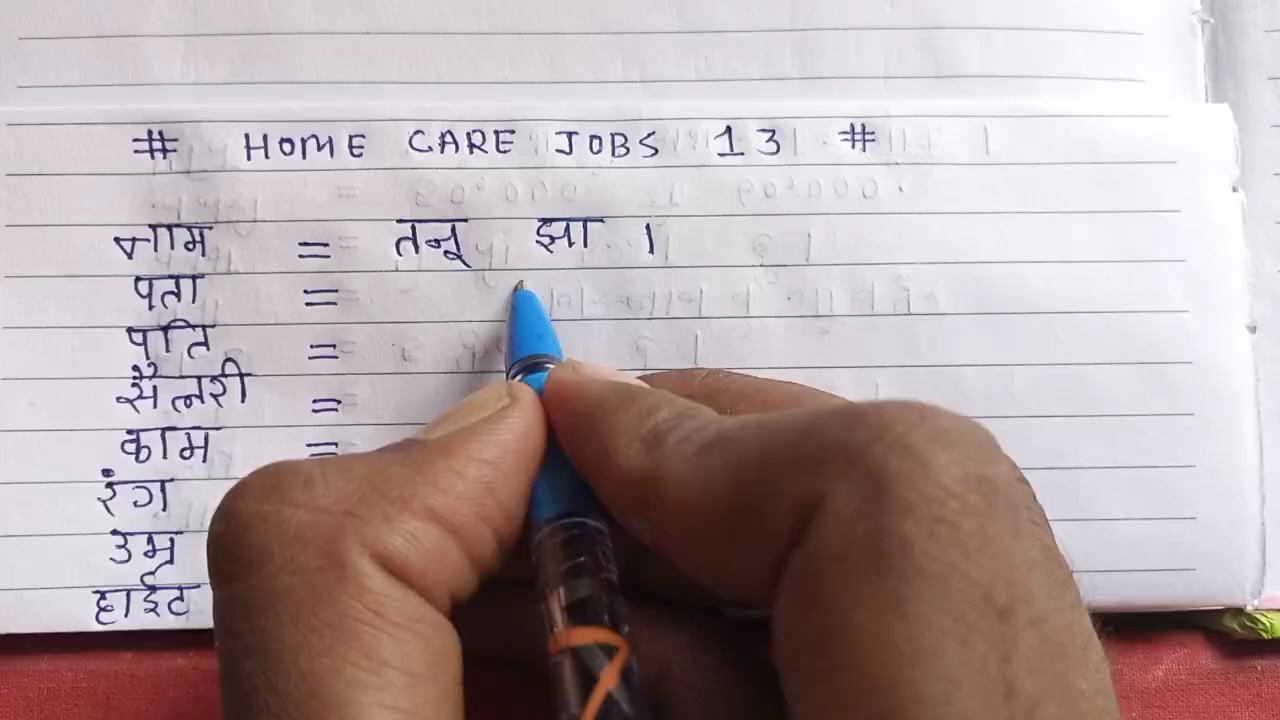 # HOME CARE JOBS 13 #
नाम = तनू झा ।
पता =
पति =
सैलरी =
काम =
रंग
उम्र
हाईट